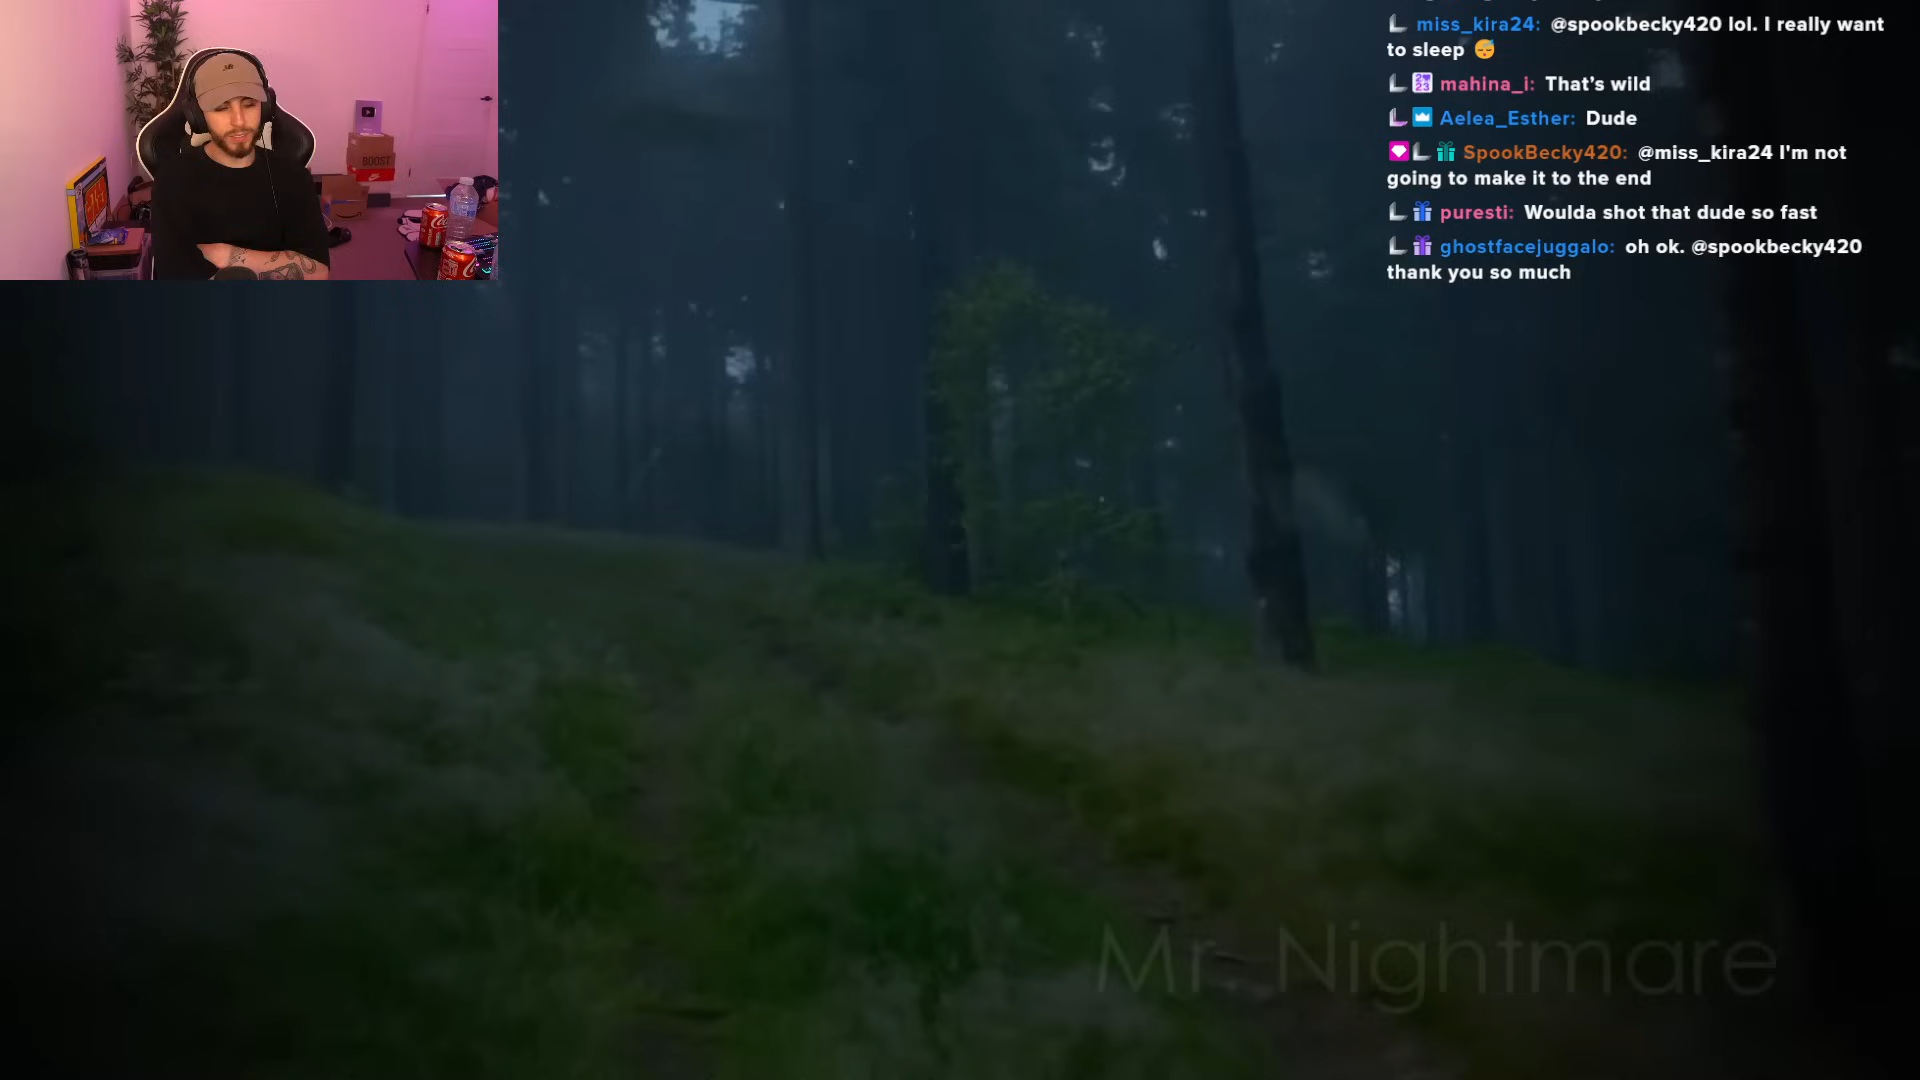 miss_kira24: @spookbecky420 lol. I really want
to sleep 😴
mahina_i: That's wild
Aelea_Esther: Dude
SpookBecky420: @miss_kira24 I'm not
going to make it to the end
puresti: Woulda shot that dude so fast
ghostfacejuggalo: oh ok. @spookbecky420
thank you so much
BOOST
Mr Nightmare